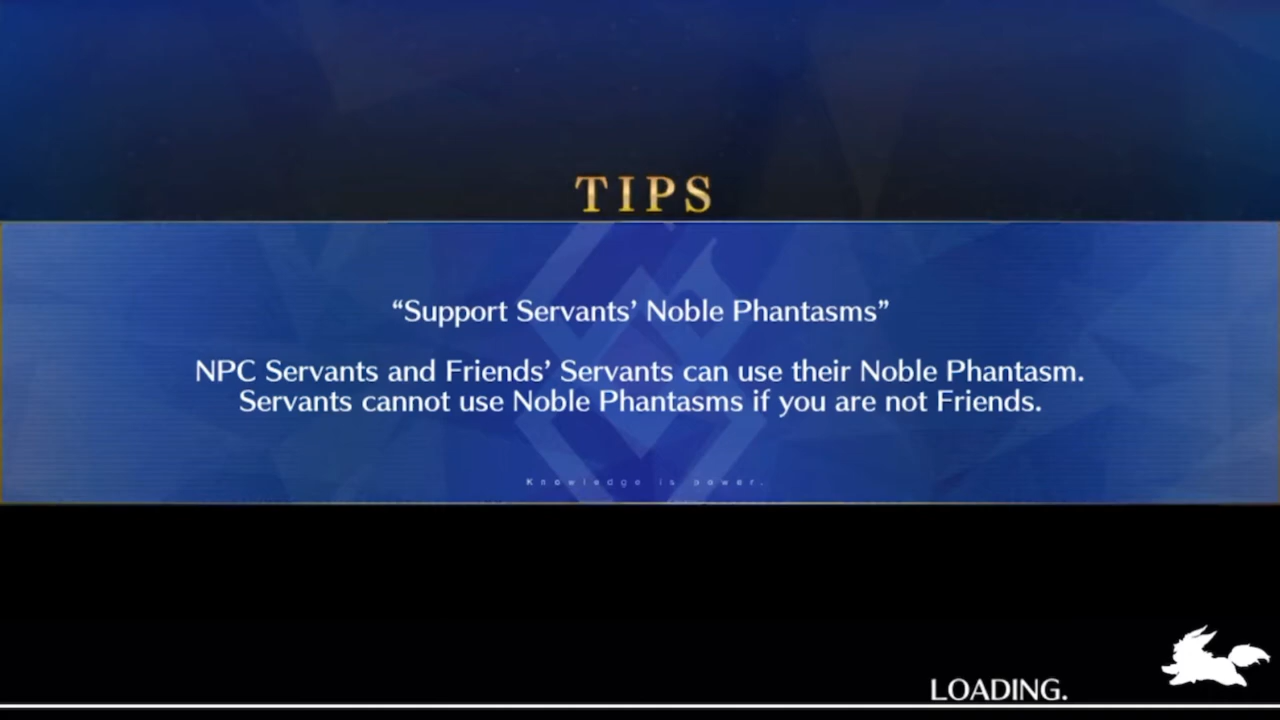 TIPS
“Support Servants’ Noble Phantasms”
NPC Servants and Friends’ Servants can use their Noble Phantasm.
Servants cannot use Noble Phantasms if you are not Friends.
Knowledge is power.
LOADING.